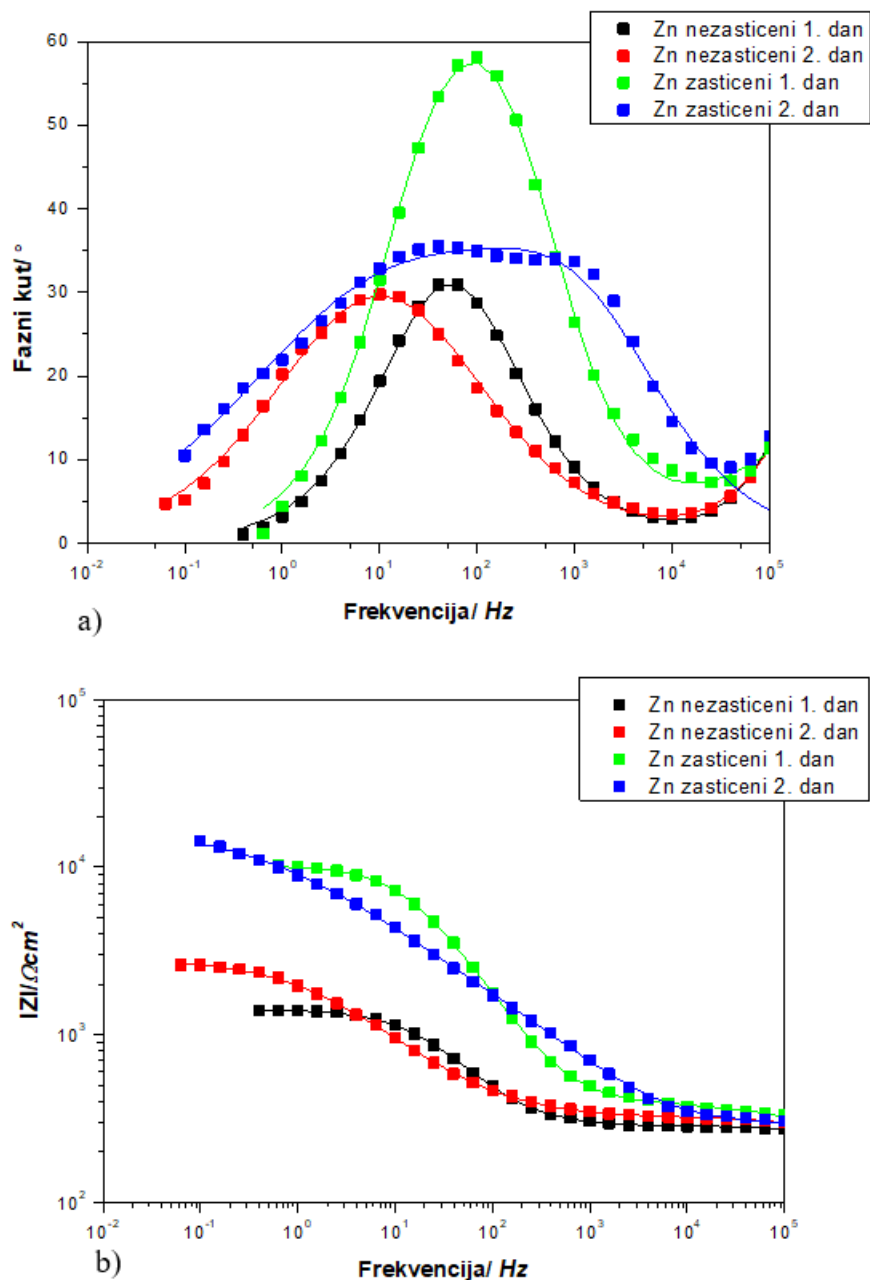 Zn nezasticeni 1. dan
Zn nezasticeni 2. dan
Zn zasticeni 1. dan
Zn zasticeni 2. dan
60
50
40
30
20
10
0
Fazni kut/ °
10^-2 10^-1 10^0 10^1 10^2 10^3 10^4 10^5
Frekvencija/ Hz
a)
Zn nezasticeni 1. dan
Zn nezasticeni 2. dan
Zn zasticeni 1. dan
Zn zasticeni 2. dan
10^5
10^4
10^3
10^2
IZI/Ωcm^2
10^-2 10^-1 10^0 10^1 10^2 10^3 10^4 10^5
Frekvencija/ Hz
b)